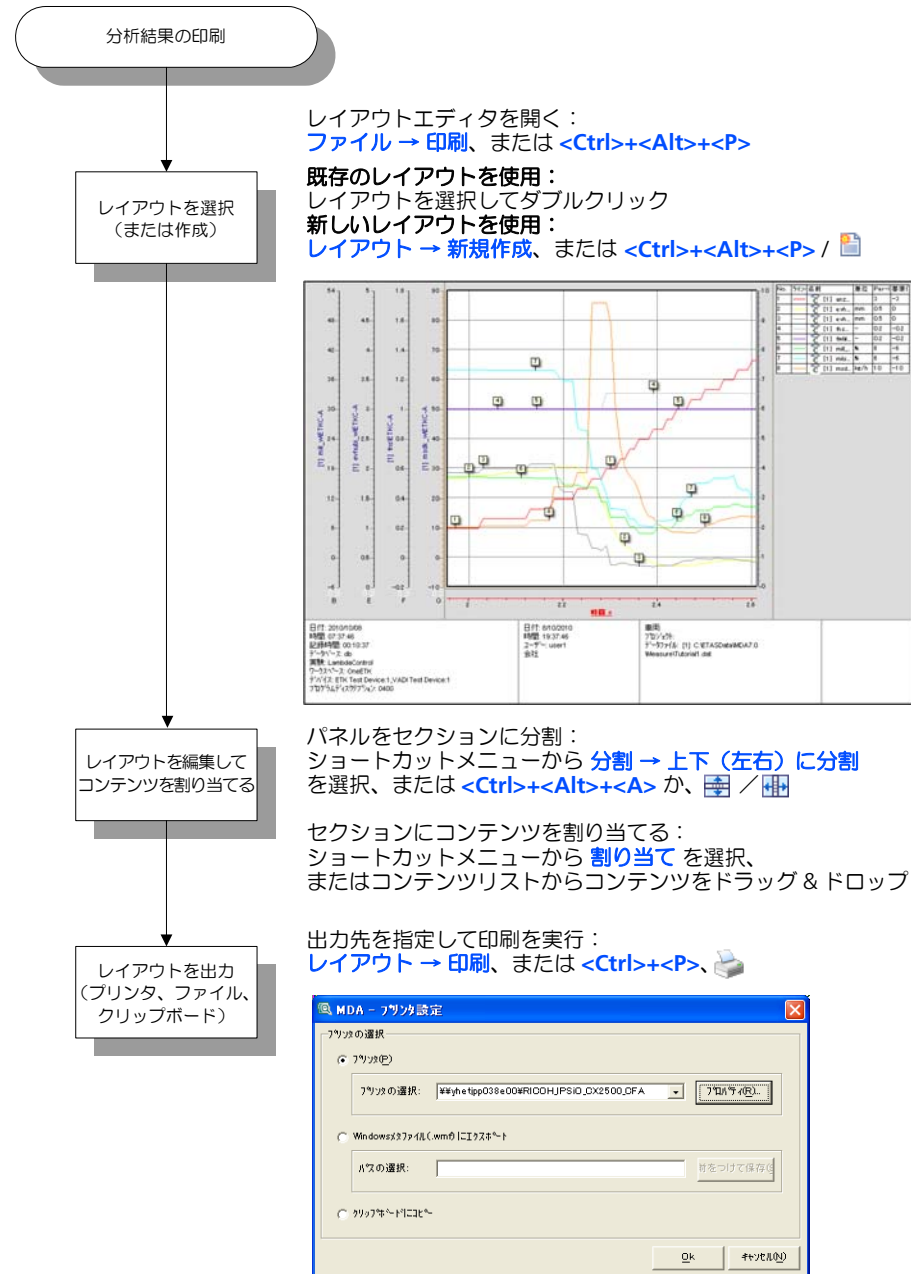 分析結果の印刷
レイアウトエディタを開く：
ファイル → 印刷、または <Ctrl>+<Alt>+<P>
レイアウトを選択
（または作成）
既存のレイアウトを使用：
レイアウトを選択してダブルクリック
新しいレイアウトを使用：
レイアウト → 新規作成、または <Ctrl>+<Alt>+<P> /
日付: 2010/10/08
時間: 07:37:46
記録時間: 00:10:37
データベース: db
実験: LambdaControl
ワークスペース: OneETK
デバイス: ETK Test Device:1,VADI Test Device:1
プログラムディスクリプション: 0400
日付: 8/10/2010
時間: 19:37:46
ユーザー: user1
会社:
車両:
プロジェクト:
データファイル: [1] C:\ETASData\MDA7.0
\Measure\Tutorial1.dat
レイアウトを編集して
コンテンツを割り当てる
パネルをセクションに分割：
ショートカットメニューから 分割 → 上下（左右）に分割
を選択、または <Ctrl>+<Alt>+<A> か、／
セクションにコンテンツを割り当てる：
ショートカットメニューから 割り当て を選択、
またはコンテンツリストからコンテンツをドラッグ & ドロップ
レイアウトを出力
（プリンタ、ファイル、
クリップボード）
出力先を指定して印刷を実行：
レイアウト → 印刷、または <Ctrl>+<P>、
MDA - プリンタ設定
プリンタの選択
プリンタ(P)
プリンタの選択: ¥¥yhetipp038e00¥RICOH_IPSiO_CX2500_CFA プロパティ(R)...
Windowsメタファイル(.wmf)にエクスポート
パスの選択:
クリップボードにコピー
Ok キャンセル(N)